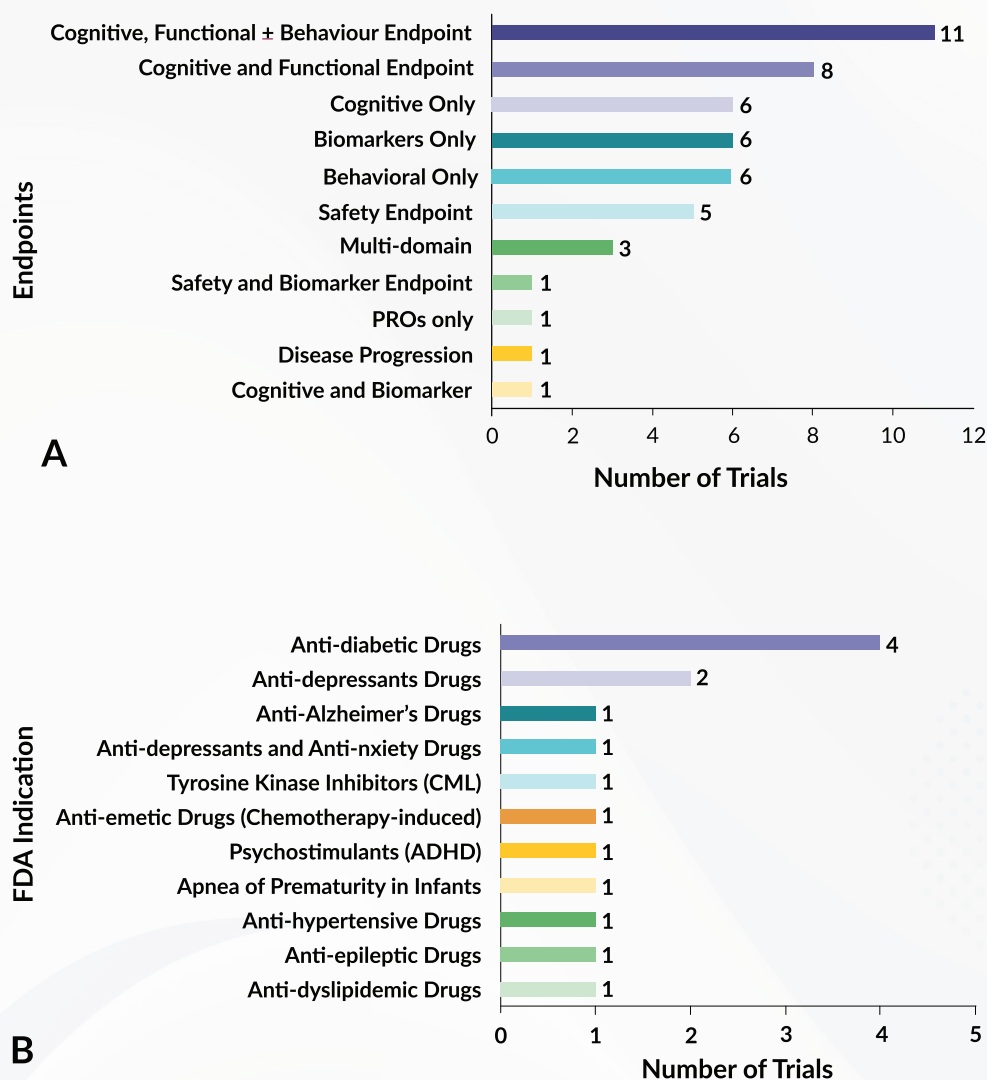 Endpoints
Cognitive, Functional ± Behaviour Endpoint 11
Cognitive and Functional Endpoint 8
Cognitive Only 6
Biomarkers Only 6
Behavioral Only 6
Safety Endpoint 5
Multi-domain 3
Safety and Biomarker Endpoint 1
PROs only 1
Disease Progression 1
Cognitive and Biomarker 1
0 2 4 6 8 10 12
A
Number of Trials
FDA Indication
Anti-diabetic Drugs 4
Anti-depressants Drugs 2
Anti-Alzheimer’s Drugs 1
Anti-depressants and Anti-nxiety Drugs 1
Tyrosine Kinase Inhibitors (CML) 1
Anti-emetic Drugs (Chemotherapy-induced) 1
Psychostimulants (ADHD) 1
Apnea of Prematurity in Infants 1
Anti-hypertensive Drugs 1
Anti-epileptic Drugs 1
Anti-dyslipidemic Drugs 1
0 1 2 3 4 5
B
Number of Trials